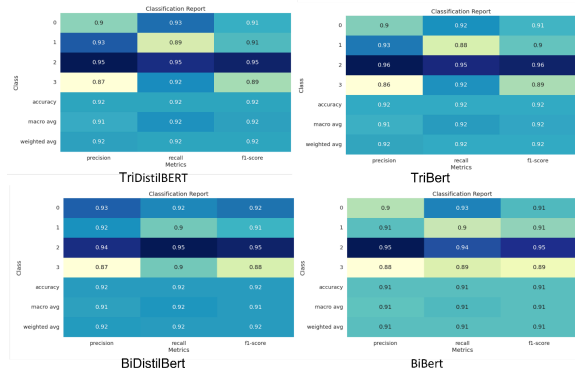 Classification Report
0 0.9 0.93 0.91
1 0.93 0.89 0.91
2 0.95 0.95 0.95
3 0.87 0.92 0.89
accuracy 0.92 0.92 0.92
macro avg 0.91 0.92 0.92
weighted avg 0.92 0.92 0.92
Class
precision recall f1-score
Metrics
TriDistilBERT
Classification Report
0 0.9 0.92 0.91
1 0.93 0.88 0.9
2 0.96 0.95 0.96
3 0.86 0.92 0.89
accuracy 0.92 0.92 0.92
macro avg 0.91 0.92 0.92
weighted avg 0.92 0.92 0.92
Class
precision recall f1-score
Metrics
TriBert
Classification Report
0 0.93 0.92 0.92
1 0.92 0.9 0.91
2 0.94 0.95 0.95
3 0.87 0.9 0.88
accuracy 0.92 0.92 0.92
macro avg 0.91 0.92 0.91
weighted avg 0.92 0.92 0.92
Class
precision recall f1-score
Metrics
BiDistilBert
Classification Report
0 0.9 0.93 0.91
1 0.91 0.9 0.91
2 0.95 0.94 0.95
3 0.88 0.89 0.89
accuracy 0.91 0.91 0.91
macro avg 0.91 0.91 0.91
weighted avg 0.91 0.91 0.91
Class
precision recall f1-score
Metrics
BiBert